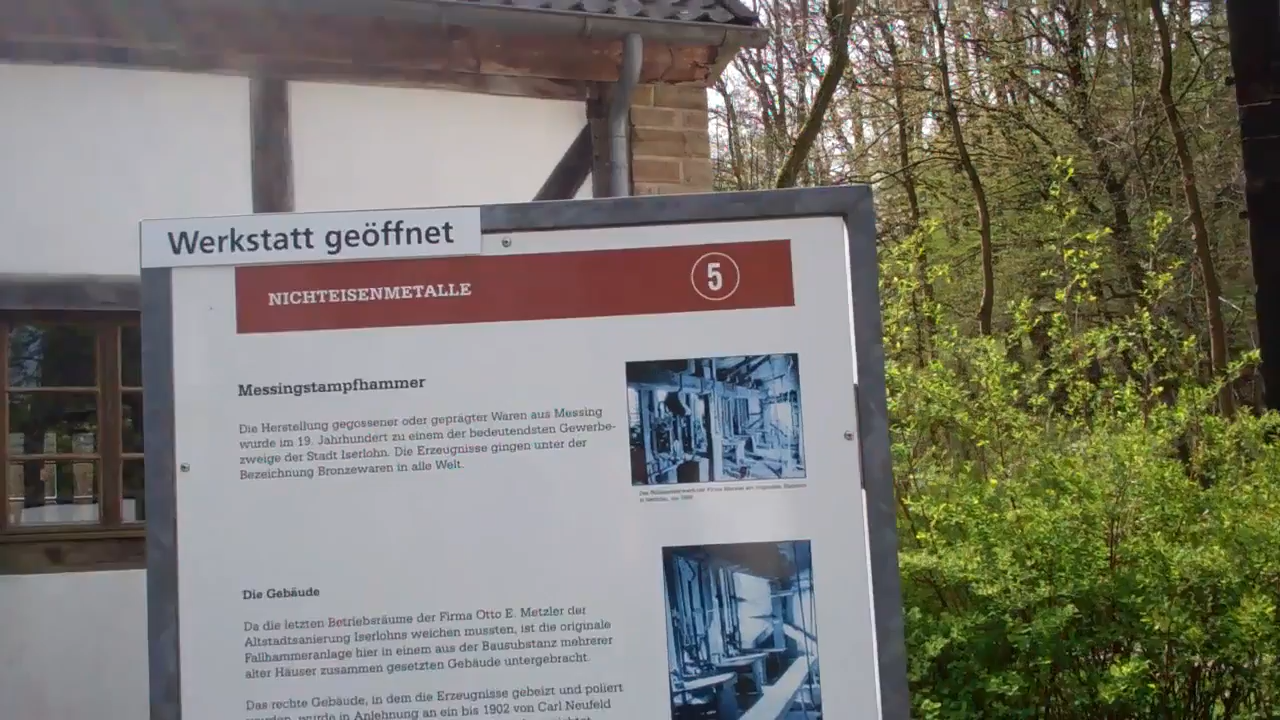 Werkstatt geöffnet
NICHTEISENMETALLE
5
Messingstampfhammer
Die Herstellung gegossener oder geprägter Waren aus Messing
wurde im 19. Jahrhundert zu einem der bedeutendsten Gewerbe-
zweige der Stadt Iserlohn. Die Erzeugnisse gingen unter der
Bezeichnung Bronzewaren in alle Welt.
Die Gebäude
Da die letzten Betriebsräume der Firma Otto E. Metzler der
Altstadtsanierung Iserlohns weichen mussten, ist die originale
Fallhammeranlage hier in einem aus der Bausubstanz mehrerer
alter Häuser zusammen gesetzten Gebäude untergebracht.
Das rechte Gebäude, in dem die Erzeugnisse gebeizt und poliert
wurden, wurde in Anlehnung an ein bis 1902 von Carl Neufeld